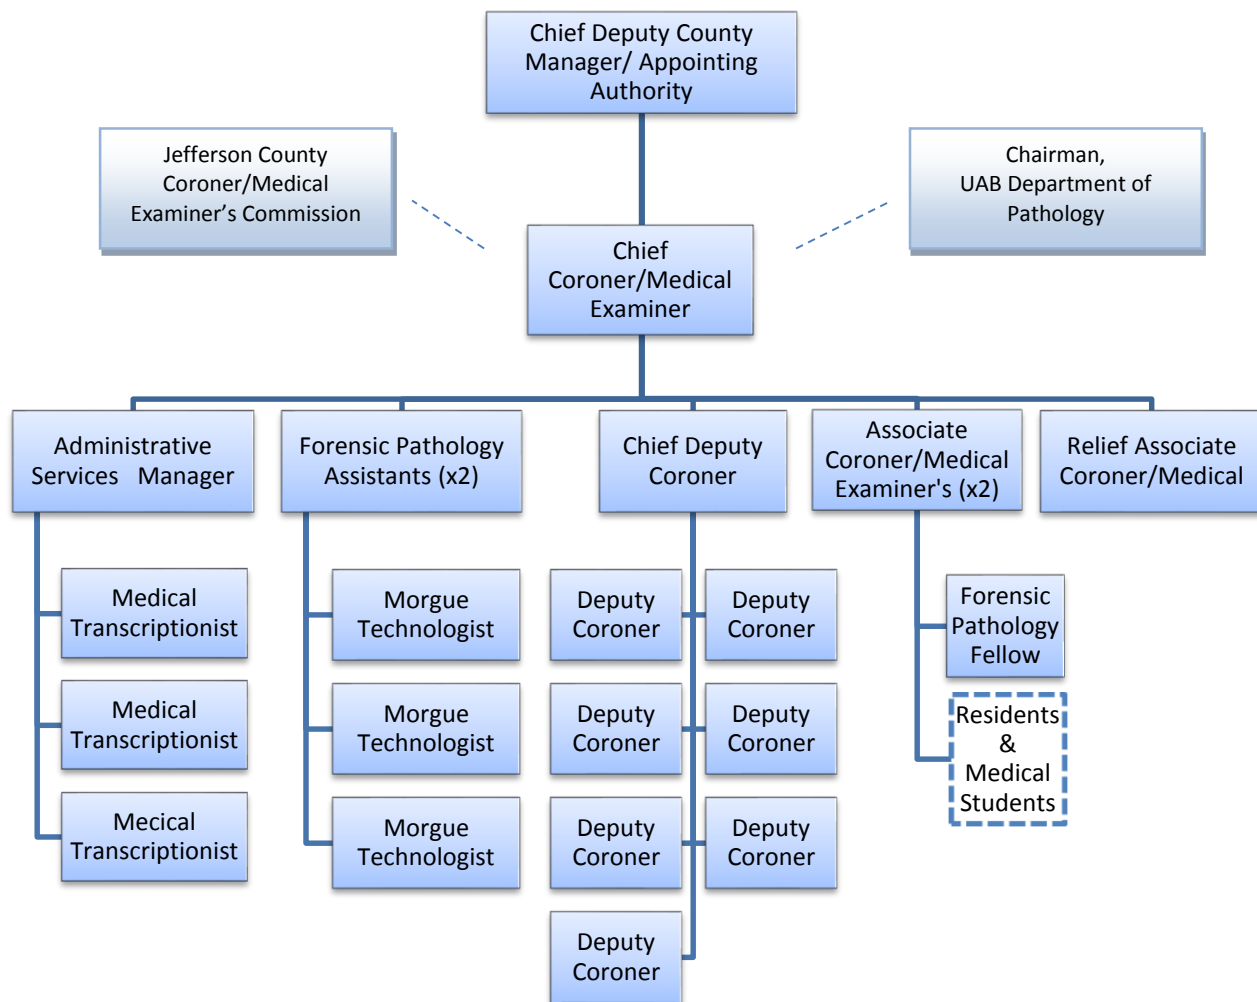 Chief Deputy County
Manager/ Appointing
Authority
Jefferson County
Coroner/Medical
Examiner’s Commission
Chairman,
UAB Department of
Pathology
Chief
Coroner/Medical
Examiner
Administrative
Services Manager
Forensic Pathology
Assistants (x2)
Chief Deputy
Coroner
Associate
Coroner/Medical
Examiner's (x2)
Relief Associate
Coroner/Medical
Medical
Transcriptionist
Medical
Transcriptionist
Mecical
Transcriptionist
Morgue
Technologist
Morgue
Technologist
Morgue
Technologist
Deputy
Coroner
Deputy
Coroner
Deputy
Coroner
Deputy
Coroner
Deputy
Coroner
Deputy
Coroner
Deputy
Coroner
Forensic
Pathology
Fellow
Residents
&
Medical
Students